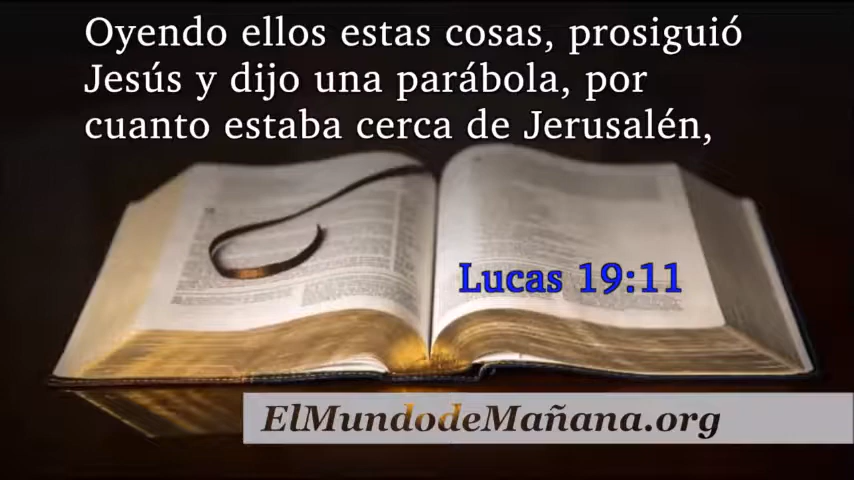 Oyendo ellos estas cosas, prosiguió
Jesús y dijo una parábola, por
cuanto estaba cerca de Jerusalén,
Lucas 19:11
ElMundodeMañana.org